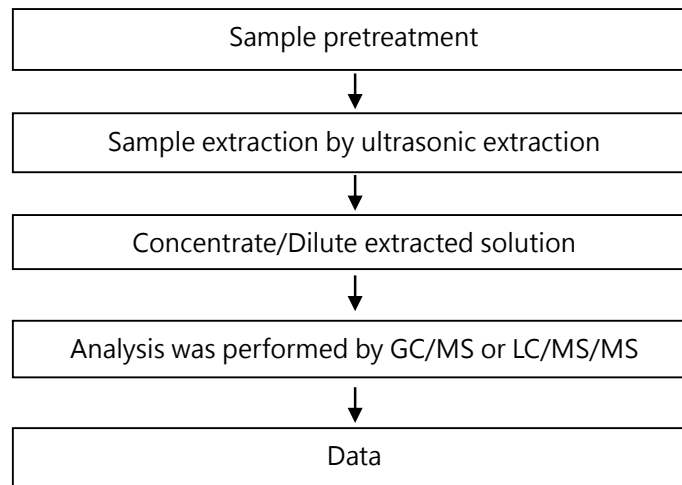 Sample pretreatment
Sample extraction by ultrasonic extraction
Concentrate/Dilute extracted solution
Analysis was performed by GC/MS or LC/MS/MS
Data